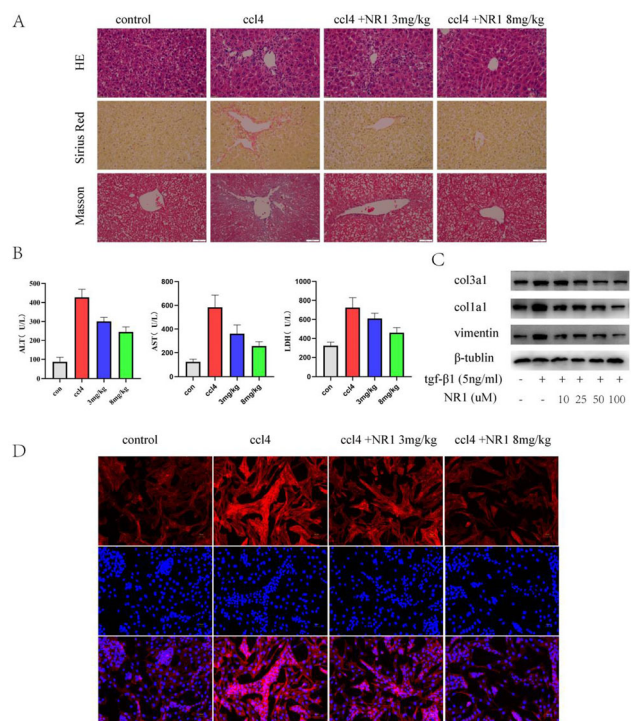 A
control ccl4 ccl4 +NR1 3mg/kg ccl4 +NR1 8mg/kg
HE
Sirius Red
Masson
B
ALT( U/L)
500
400
300
200
100
0
con ccl4 3mg/kg 8mg/kg
AST( U/L)
800
600
400
200
0
con ccl4 3mg/kg 8mg/kg
LDH( U/L)
1000
800
600
400
200
0
con ccl4 3mg/kg 8mg/kg
C
col3a1
col1a1
vimentin
β-tublin
tgf-β1 (5ng/ml) - + + + + +
NR1 (uM) - - 10 25 50 100
D
control ccl4 ccl4 +NR1 3mg/kg ccl4 +NR1 8mg/kg